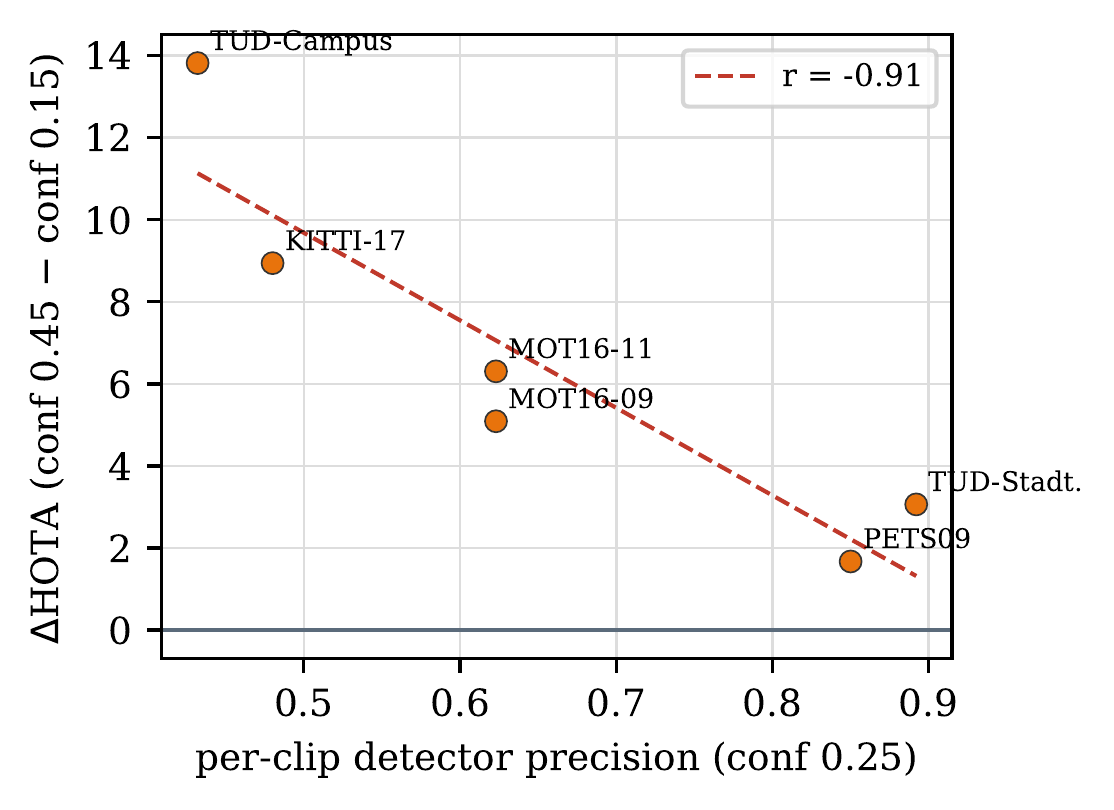 TUD-Campus
r = -0.91
KITTI-17
MOT16-11
MOT16-09
TUD-Stadt.
PETS09
14
12
10
8
6
4
2
0
ΔHOTA (conf 0.45 − conf 0.15)
0.5 0.6 0.7 0.8 0.9
per-clip detector precision (conf 0.25)